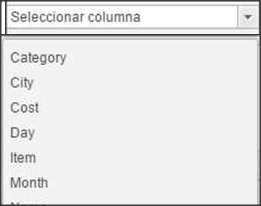 Seleccionar columna
Category
City
Cost
Day
Item
Month